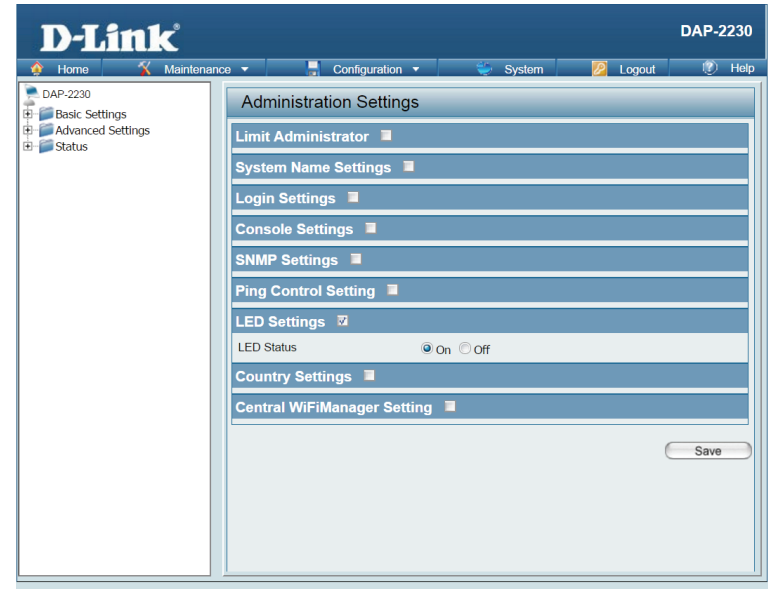 D-Link®
DAP-2230
Home Maintenance Configuration System Logout Help
DAP-2230
Basic Settings
Advanced Settings
Status
Administration Settings
Limit Administrator
System Name Settings
Login Settings
Console Settings
SNMP Settings
Ping Control Setting
LED Settings
LED Status On Off
Country Settings
Central WiFiManager Setting
Save